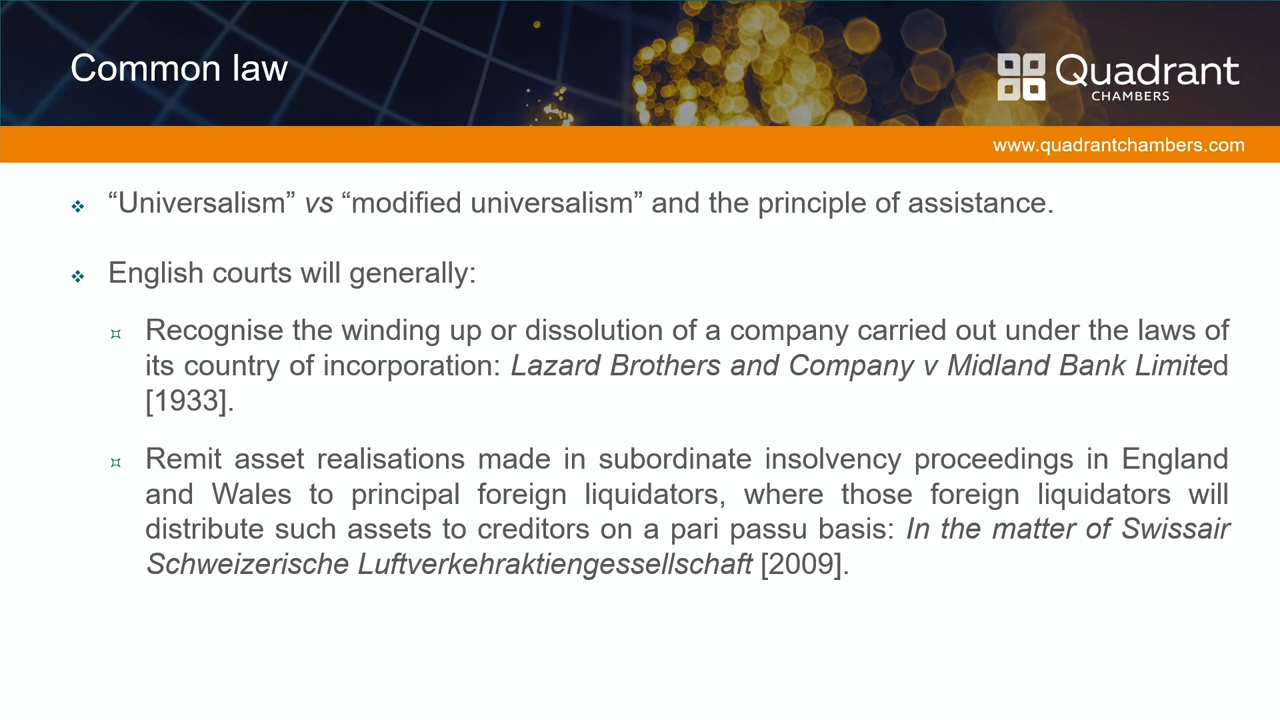 Common law
Quadrant
CHAMBERS
www.quadrantchambers.com
“Universalism” vs “modified universalism” and the principle of assistance.
English courts will generally:
Recognise the winding up or dissolution of a company carried out under the laws of
its country of incorporation: Lazard Brothers and Company v Midland Bank Limited
[1933].
Remit asset realisations made in subordinate insolvency proceedings in England
and Wales to principal foreign liquidators, where those foreign liquidators will
distribute such assets to creditors on a pari passu basis: In the matter of Swissair
Schweizerische Luftverkehraktiengessellschaft [2009].